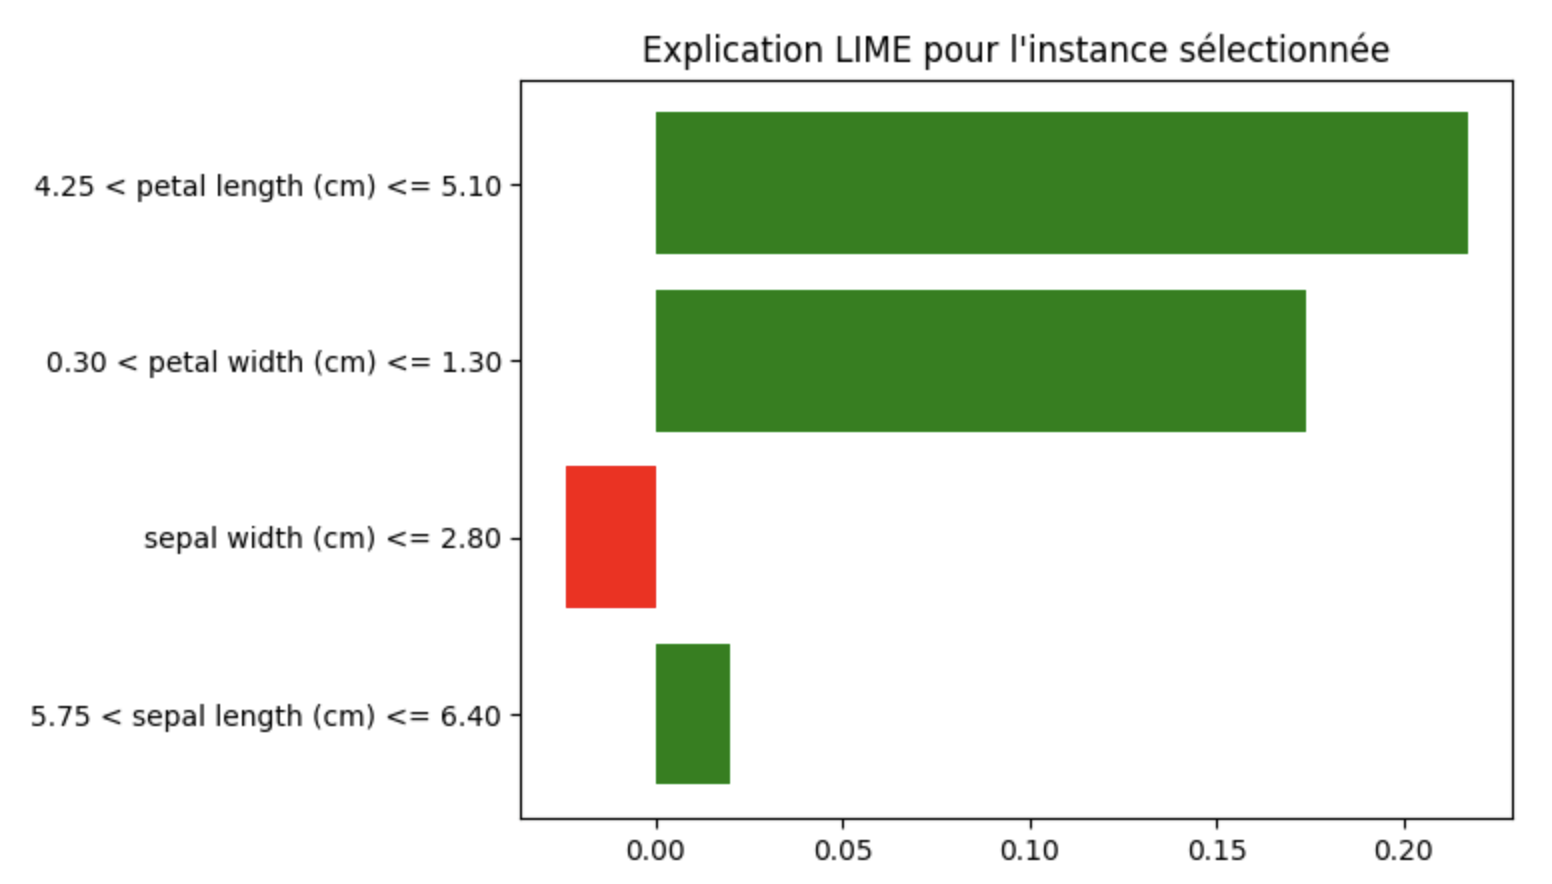 Explication LIME pour l'instance sélectionnée
4.25 < petal length (cm) <= 5.10
0.30 < petal width (cm) <= 1.30
sepal width (cm) <= 2.80
5.75 < sepal length (cm) <= 6.40
0.00 0.05 0.10 0.15 0.20